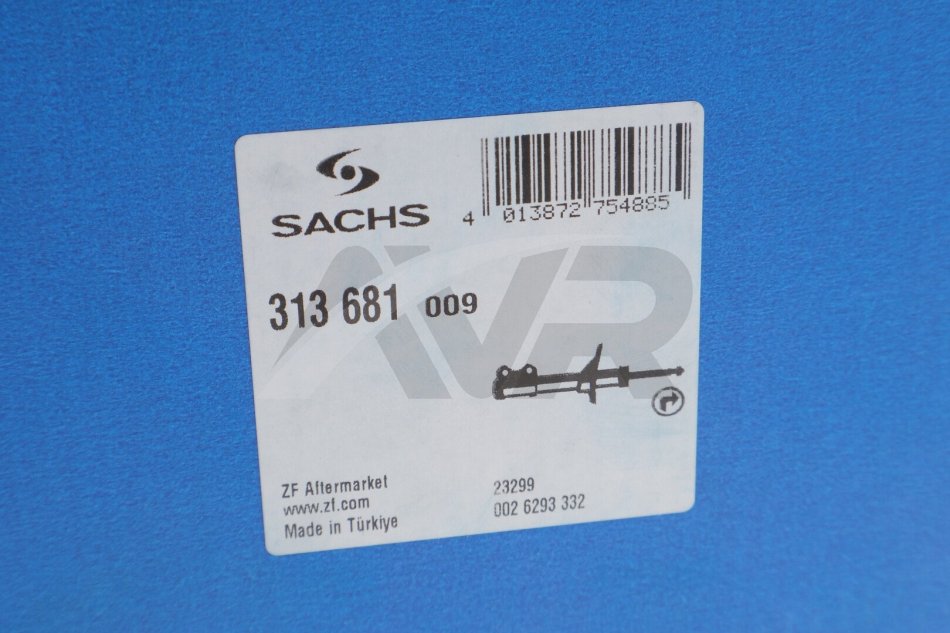 SACHS
4 013872 754885
313 681 009
AVR
ZF Aftermarket
www.zf.com
Made in Türkiye
23299
002 6293 332